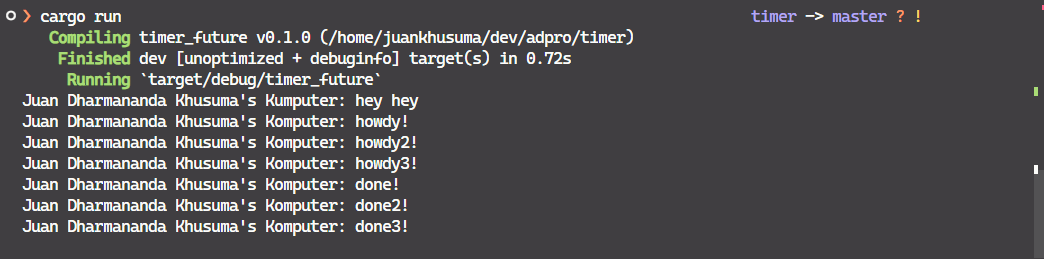 ❯ cargo run timer -> master ? !
Compiling timer_future v0.1.0 (/home/juankhusuma/dev/adpro/timer)
Finished dev [unoptimized + debuginfo] target(s) in 0.72s
Running `target/debug/timer_future`
Juan Dharmananda Khusuma's Kumputer: hey hey
Juan Dharmananda Khusuma's Komputer: howdy!
Juan Dharmananda Khusuma's Komputer: howdy2!
Juan Dharmananda Khusuma's Komputer: howdy3!
Juan Dharmananda Khusuma's Komputer: done!
Juan Dharmananda Khusuma's Komputer: done2!
Juan Dharmananda Khusuma's Komputer: done3!